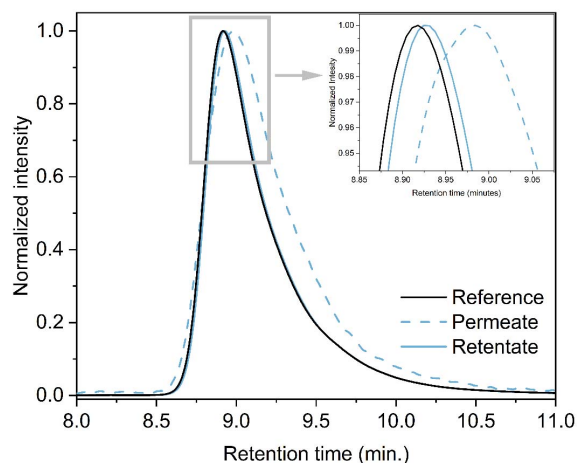 1.0
0.8
0.6
0.4
0.2
0.0
Normalized intensity
8.0 8.5 9.0 9.5 10.0 10.5 11.0
Retention time (min.)
1.00
0.99
0.98
0.97
0.96
0.95
Normalized Intesity
8.85 8.90 8.95 9.00 9.05
Retention time (minutes)
Reference
Permeate
Retentate